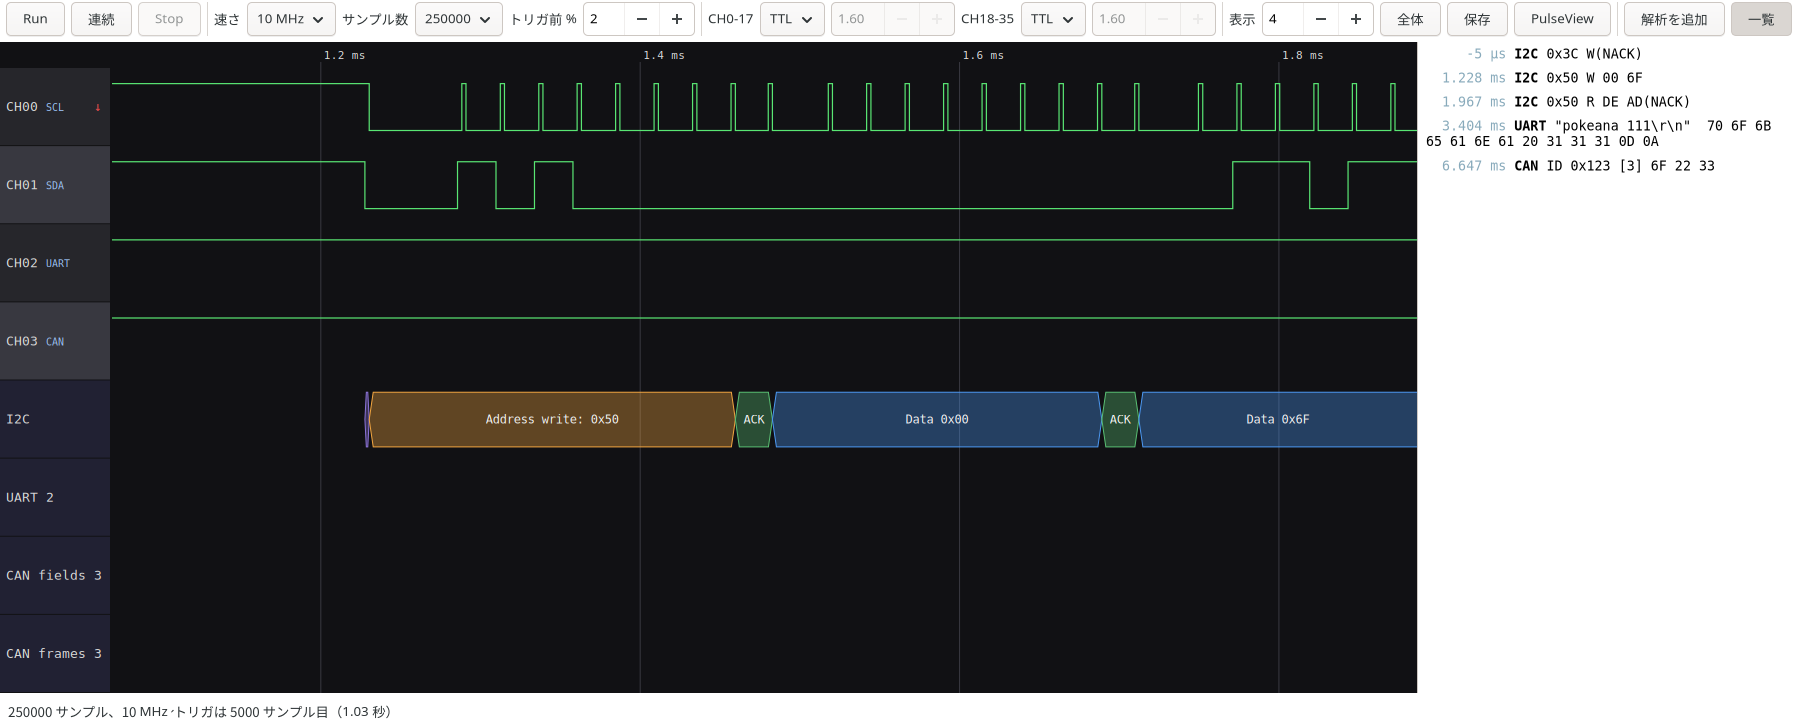 Run 連続 Stop 速さ 10 MHz サンプル数 250000 トリガ前 % 2 − + CH0-17 TTL 1.60 − + CH18-35 TTL 1.60 − + 表示 4 − + 全体 保存 PulseView 解析を追加 一覧
1.2 ms 1.4 ms 1.6 ms 1.8 ms
CH00 SCL ↓
CH01 SDA
CH02 UART
CH03 CAN
I2C Address write: 0x50 ACK Data 0x00 ACK Data 0x6F
UART 2
CAN fields 3
CAN frames 3
-5 µs I2C 0x3C W(NACK)
1.228 ms I2C 0x50 W 00 6F
1.967 ms I2C 0x50 R DE AD(NACK)
3.404 ms UART "pokeana 111\r\n" 70 6F 6B
65 61 6E 61 20 31 31 31 0D 0A
6.647 ms CAN ID 0x123 [3] 6F 22 33
250000 サンプル、10 MHz・トリガは 5000 サンプル目（1.03 秒）